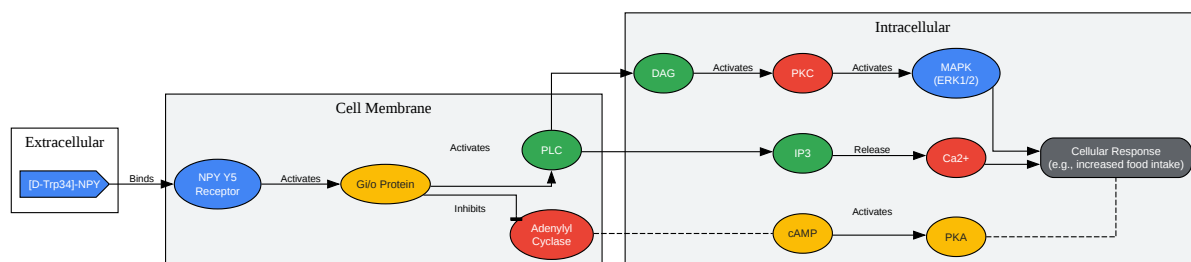 Extracellular
[D-Trp34]-NPY
Binds
Cell Membrane
NPY Y5
Receptor
Activates
Gi/o Protein
Activates
PLC
Inhibits
Adenylyl
Cyclase
Intracellular
DAG
Activates
PKC
Activates
MAPK
(ERK1/2)
IP3
Release
Ca2+
Cellular Response
(e.g., increased food intake)
cAMP
Activates
PKA